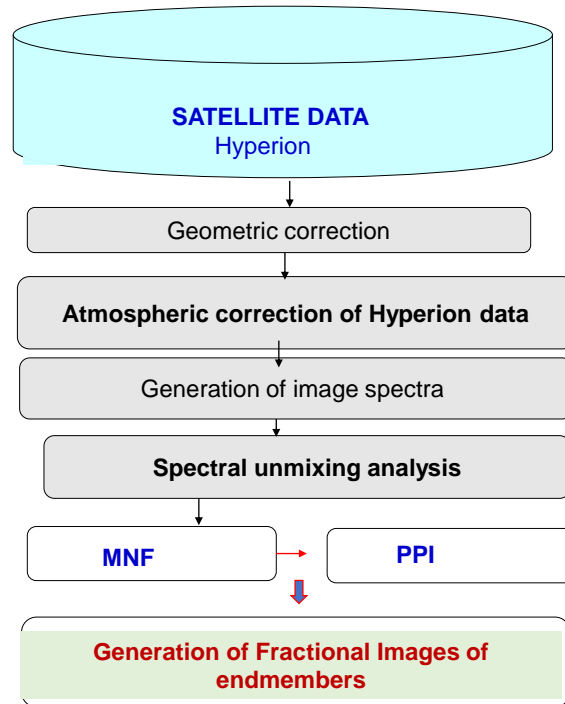 SATELLITE DATA
Hyperion
Geometric correction
Atmospheric correction of Hyperion data
Generation of image spectra
Spectral unmixing analysis
MNF
PPI
Generation of Fractional Images of
endmembers